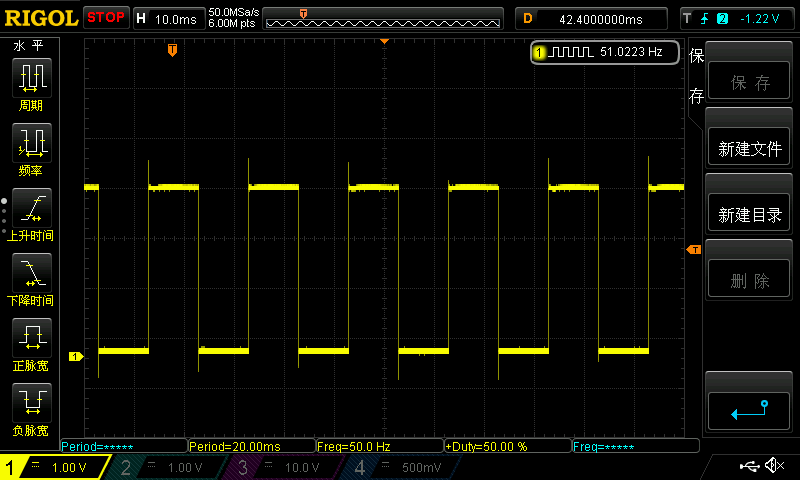 RIGOL STOP H 10.0ms 50.0MSa/s 6.00M pts D 42.4000000ms T 2 -1.22 V
水 平
1 51.0223 Hz
保存
保 存
周期
新建文件
频率
新建目录
上升时间
T
删 除
下降时间
正脉宽
1
负脉宽
Period=***** Period=20.00ms Freq=50.0 Hz +Duty=50.00 % Freq=*****
1 1.00 V 2 1.00 V 3 10.0 V 4 500mV